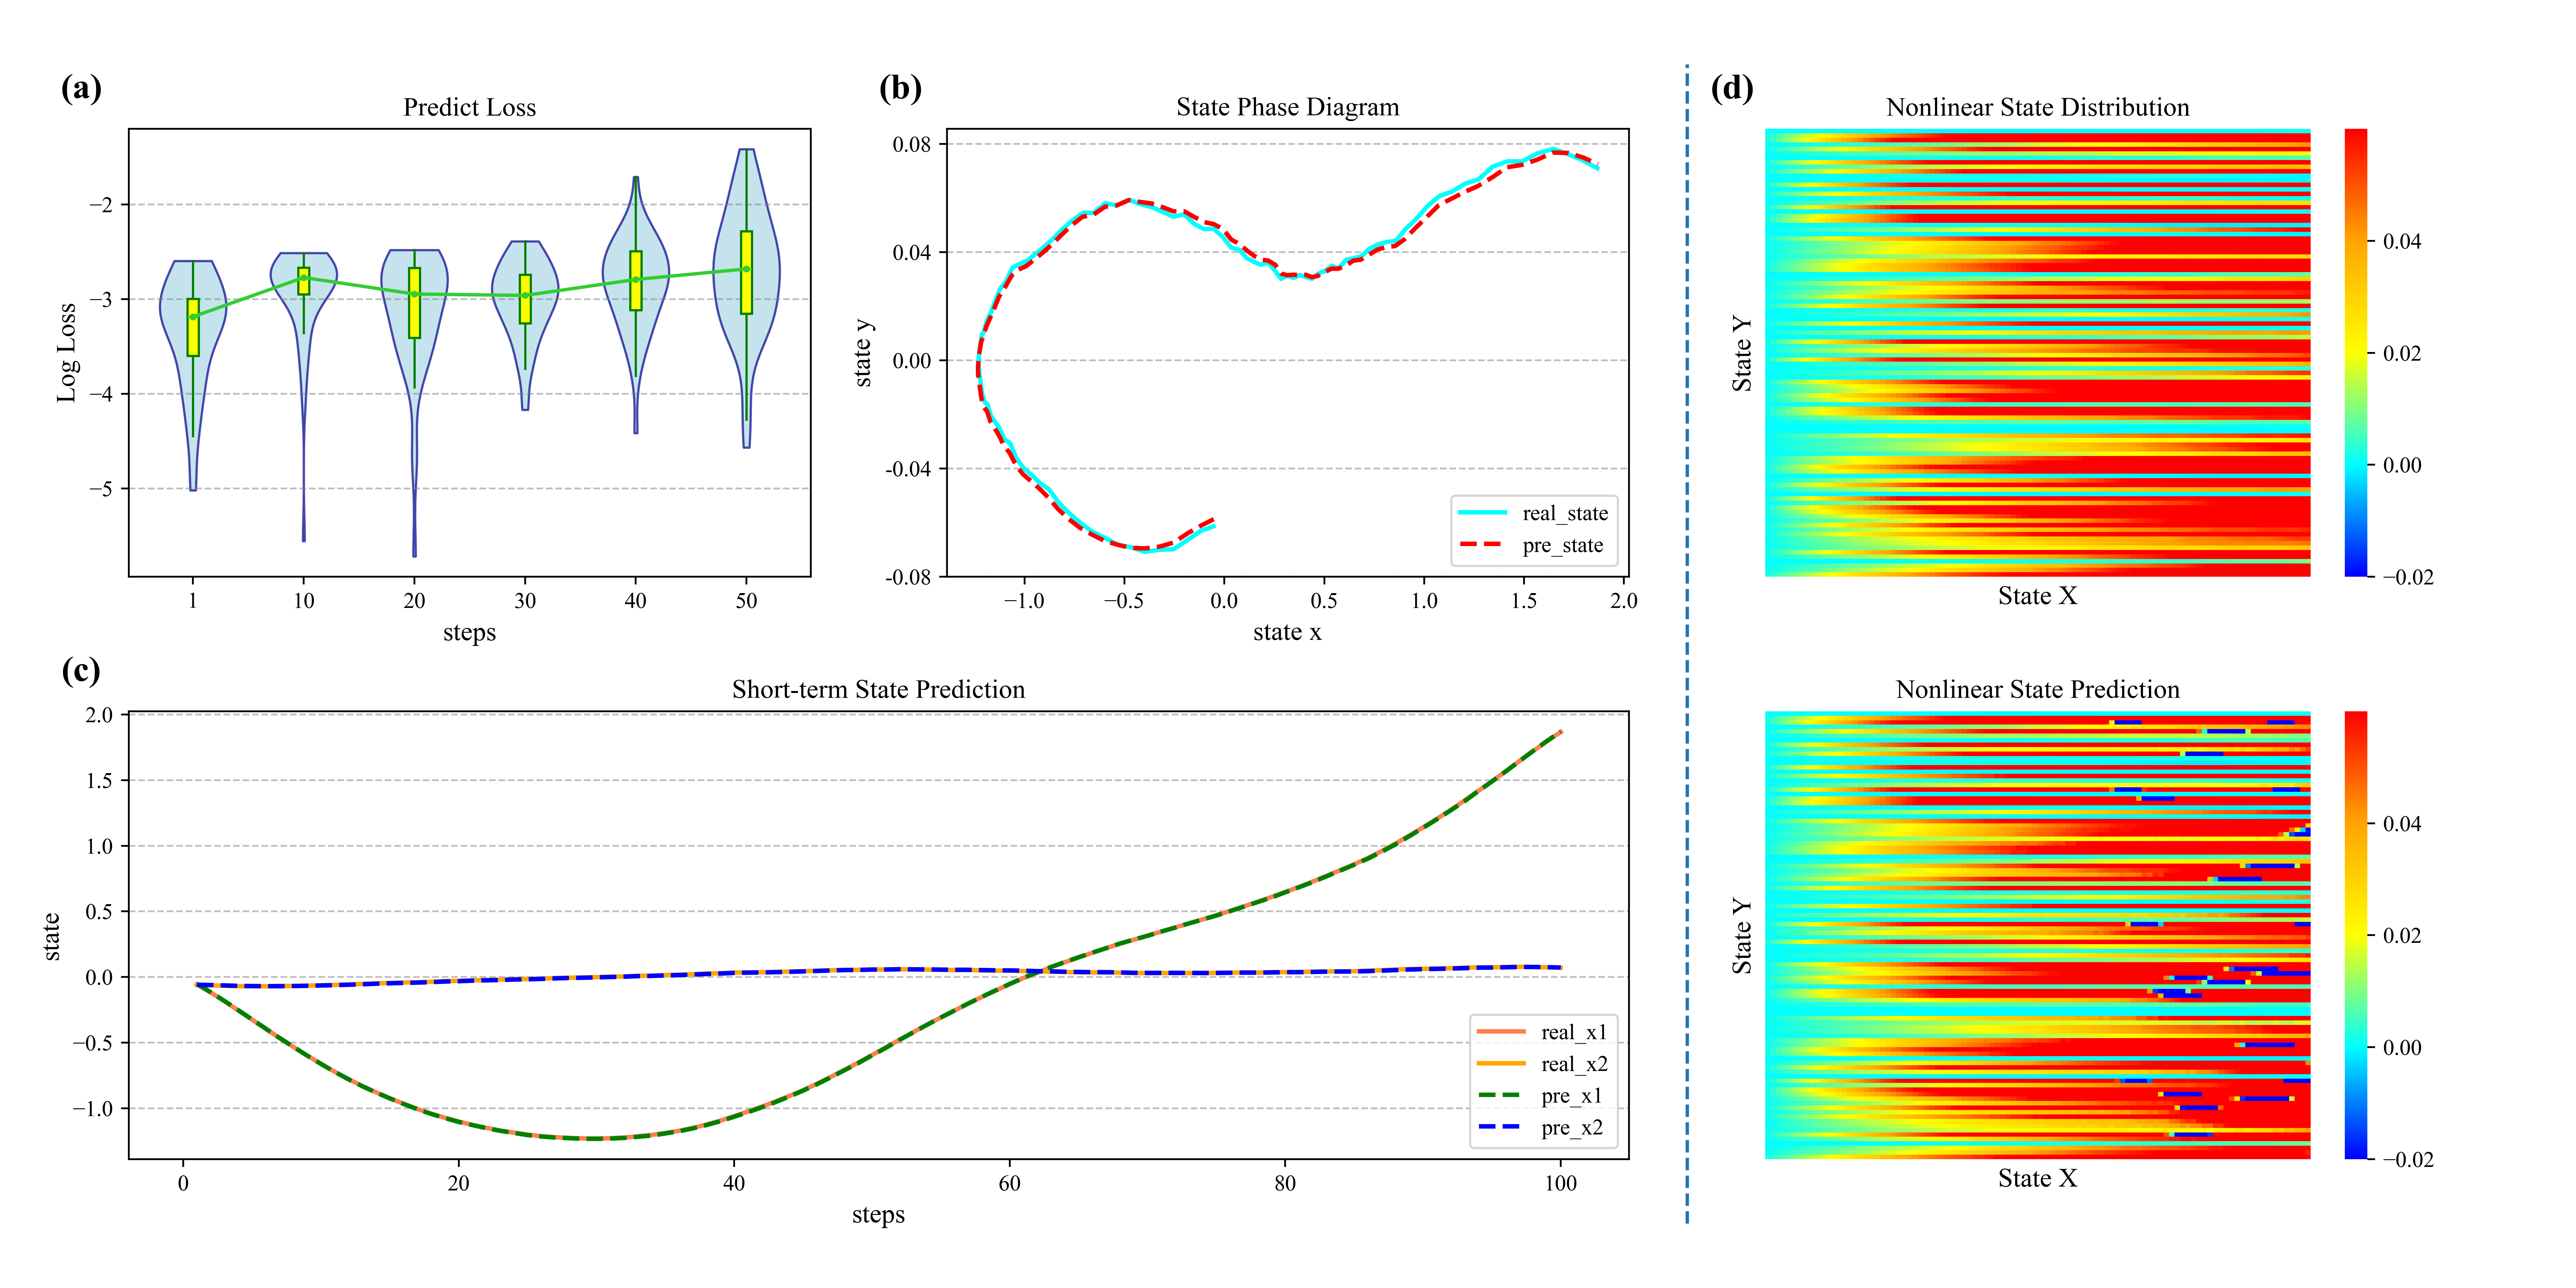 (a)
Predict Loss
−2
−3
−4
−5
Log Loss
1 10 20 30 40 50
steps
(b)
State Phase Diagram
0.08
0.04
0.00
-0.04
-0.08
state y
real_state
pre_state
−1.0 −0.5 0.0 0.5 1.0 1.5 2.0
state x
(c)
Short-term State Prediction
2.0
1.5
1.0
0.5
0.0
−0.5
−1.0
state
real_x1
real_x2
pre_x1
pre_x2
0 20 40 60 80 100
steps
(d)
Nonlinear State Distribution
State Y
State X
0.04
0.02
0.00
−0.02
Nonlinear State Prediction
State Y
State X
0.04
0.02
0.00
−0.02